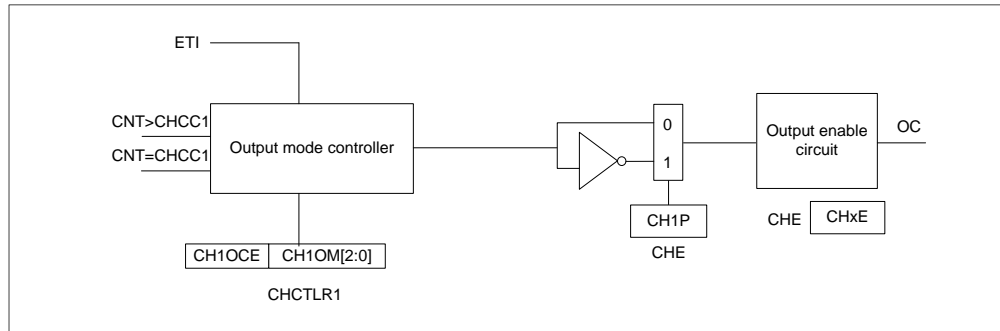 ETI
CNT>CHCC1
CNT=CHCC1
Output mode controller
0
1
Output enable
circuit
OC
CH1P
CHE
CHE
CHxE
CH1OCE
CH1OM[2:0]
CHCTLR1